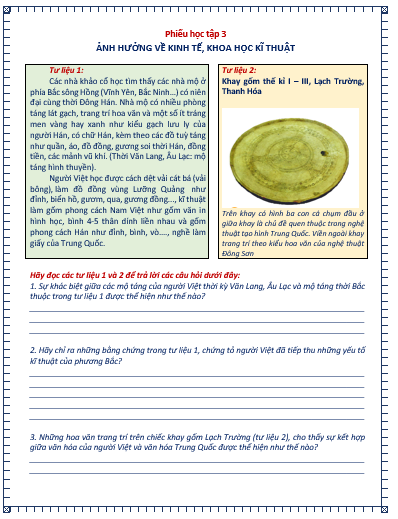 Phiếu học tập 3
ẢNH HƯỞNG VỀ KINH TẾ, KHOA HỌC KĨ THUẬT
Tư liệu 1:
Các nhà khảo cổ học tìm thấy các nhà mộ ở
phía Bắc sông Hồng (Vĩnh Yên, Bắc Ninh...) có niên
đại cùng thời Đông Hán. Nhà mộ có nhiều phòng
táng lát gạch, trang trí hoa văn và một số ít tráng
men vàng hay xanh như kiểu gạch lưu ly của
người Hán, có chữ Hán, kèm theo các đồ tuỳ táng
như quần, áo, đồ đồng, gương soi thời Hán, đồng
tiền, các mảnh vũ khí. (Thời Văn Lang, Âu Lạc: mộ
táng hình thuyền).
Người Việt học được cách dệt vải cát bá (vải
bông), làm đồ đồng vùng Lưỡng Quảng như
đỉnh, biển hồ, gươm, qua, gương đồng..., kĩ thuật
làm gốm phong cách Nam Việt như gốm văn in
hình học, bình 4-5 thân dính liền nhau và gốm
phong cách Hán như đỉnh, bình, vò...., nghề làm
giấy của Trung Quốc.
Tư liệu 2:
Khay gốm thế kỉ I – III, Lạch Trường,
Thanh Hóa
Trên khay có hình ba con cá chụm đầu ở
giữa khay là chủ đề quen thuộc trong nghệ
thuật tạo hình Trung Quốc. Viền ngoài khay
trang trí theo kiểu hoa văn của nghệ thuật
Đông Sơn
Hãy đọc các tư liệu 1 và 2 để trả lời các câu hỏi dưới đây:
1. Sự khác biệt giữa các mộ táng của người Việt thời kỳ Văn Lang, Âu Lạc và mộ táng thời Bắc
thuộc trong tư liệu 1 được thể hiện như thế nào?
2. Hãy chỉ ra những bằng chứng trong tư liệu 1, chứng tỏ người Việt đã tiếp thu những yếu tố
kĩ thuật của phương Bắc?
3. Những hoa văn trang trí trên chiếc khay gốm Lạch Trường (tư liệu 2), cho thấy sự kết hợp
giữa văn hóa của người Việt và văn hóa Trung Quốc được thể hiện như thế nào?